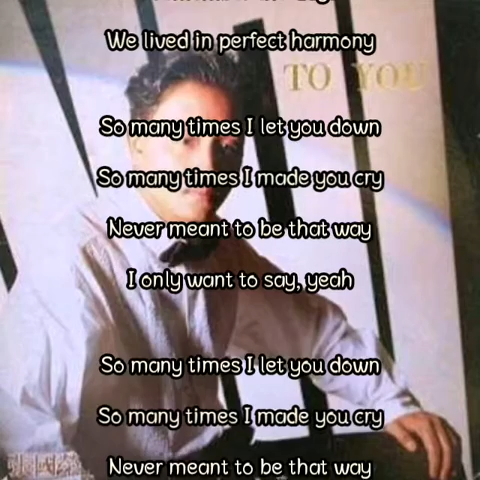 We lived in perfect harmony
TO YOU
So many times I let you down
So many times I made you cry
Never meant to be that way
I only want to say, yeah
So many times I let you down
So many times I made you cry
Never meant to be that way